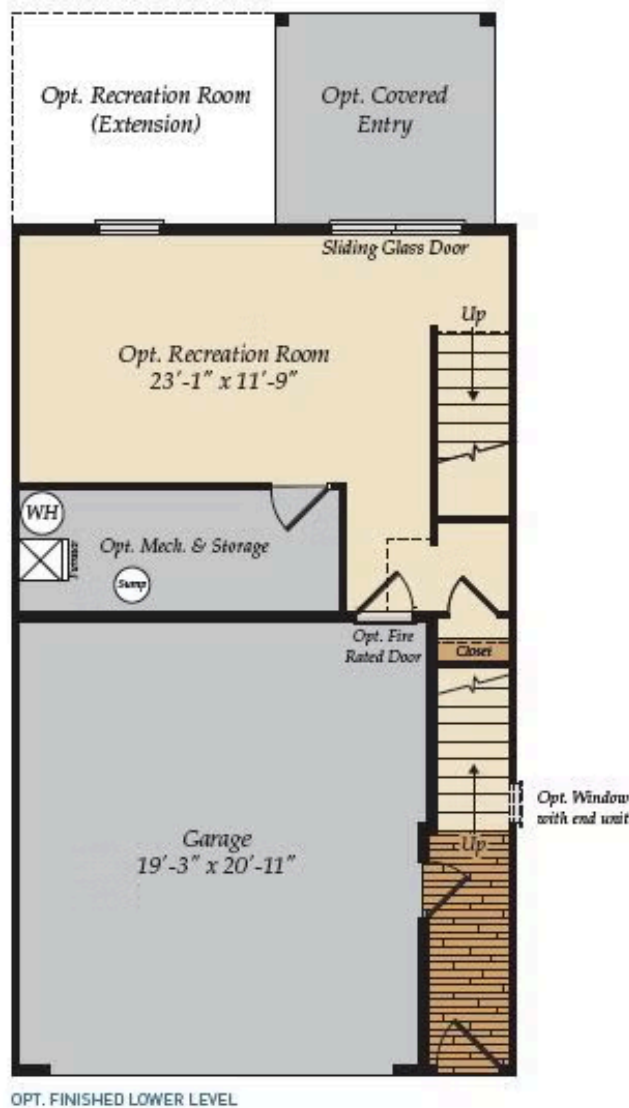 Opt. Recreation Room
(Extension)
Opt. Covered
Entry
Sliding Glass Door
Up
Opt. Recreation Room
23'-1" x 11'-9"
WH
Furnace
Opt. Mech. & Storage
Sump
Opt. Fire
Rated Door
Closet
Opt. Window
with end unit
Up
Garage
19'-3" x 20'-11"
OPT. FINISHED LOWER LEVEL